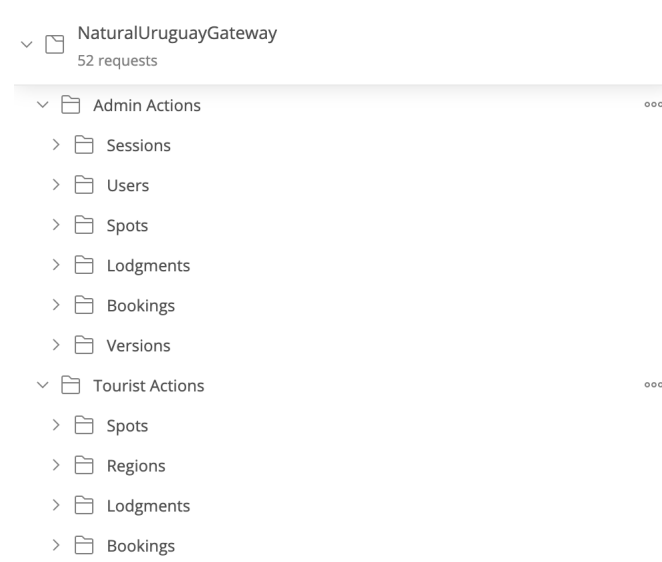 NaturalUruguayGateway
52 requests
Admin Actions
Sessions
Users
Spots
Lodgments
Bookings
Versions
Tourist Actions
Spots
Regions
Lodgments
Bookings